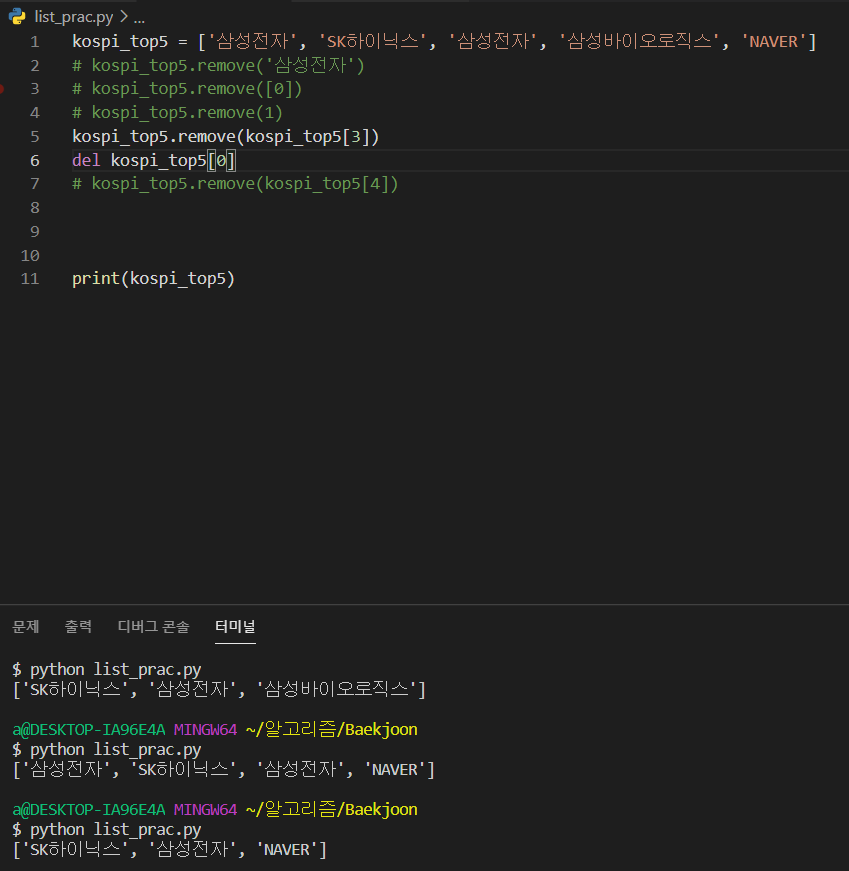 list_prac.py > ...
1 kospi_top5 = ['삼성전자', 'SK하이닉스', '삼성전자', '삼성바이오로직스', 'NAVER']
2 # kospi_top5.remove('삼성전자')
3 # kospi_top5.remove([0])
4 # kospi_top5.remove(1)
5 kospi_top5.remove(kospi_top5[3])
6 del kospi_top5[0]
7 # kospi_top5.remove(kospi_top5[4])
8
9
10
11 print(kospi_top5)
문제 출력 디버그 콘솔 터미널
$ python list_prac.py
['SK하이닉스', '삼성전자', '삼성바이오로직스']
a@DESKTOP-IA96E4A MINGW64 ~/알고리즘/Baekjoon
$ python list_prac.py
['삼성전자', 'SK하이닉스', '삼성전자', 'NAVER']
a@DESKTOP-IA96E4A MINGW64 ~/알고리즘/Baekjoon
$ python list_prac.py
['SK하이닉스', '삼성전자', 'NAVER']